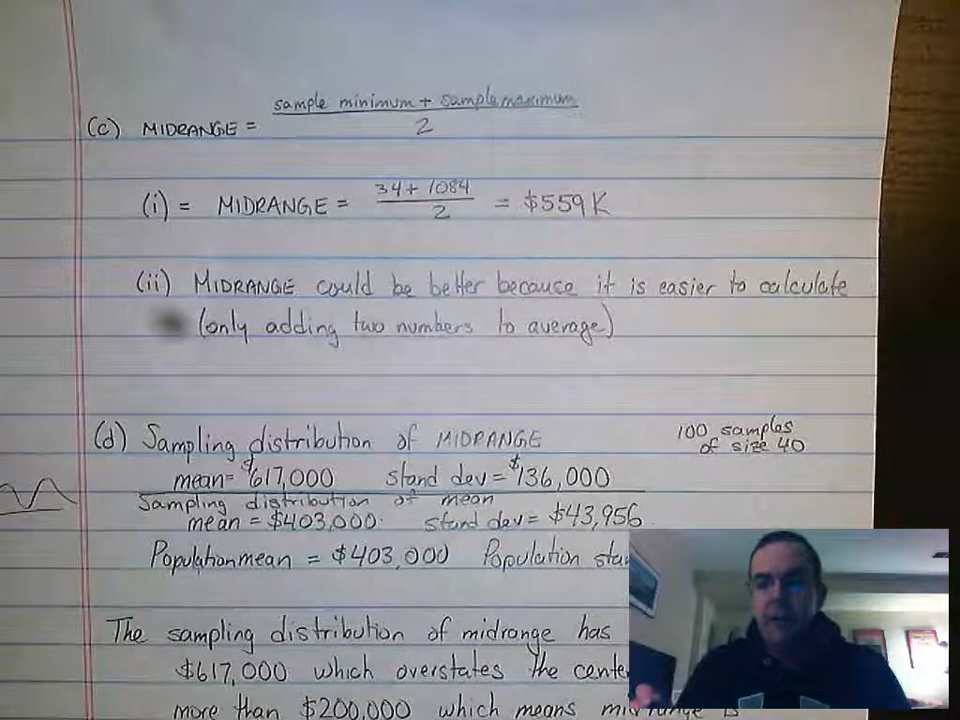 sample minimum + sample maximum
(c) MIDRANGE = 2
(i) = MIDRANGE = 34 + 1084 / 2 = $559 K
(ii) MIDRANGE could be better because it is easier to calculate
(only adding two numbers to average)
(d) Sampling distribution of MIDRANGE
100 samples
of size 40
mean= $617,000 stand dev = $136,000
Sampling distribution of mean
mean = $403,000 stand dev = $43,956
Population mean = $403,000 Population
The sampling distribution of midrange has
$617,000 which overstates the
more than $200,000 which means